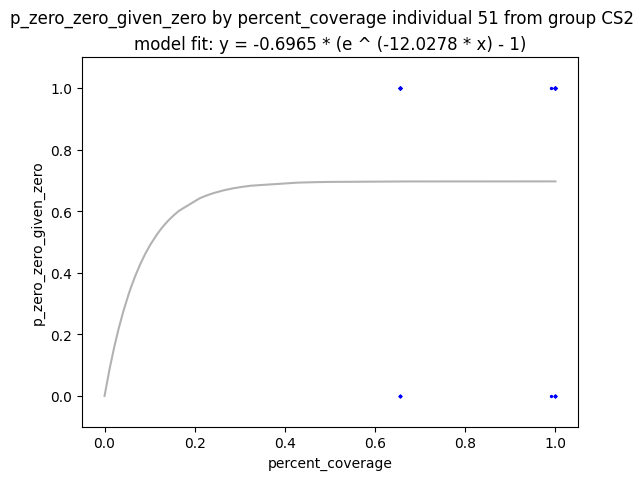 p_zero_zero_given_zero by percent_coverage individual 51 from group CS2
model fit: y = -0.6965 * (e ^ (-12.0278 * x) - 1)
p_zero_zero_given_zero
1.0
0.8
0.6
0.4
0.2
0.0
0.0 0.2 0.4 0.6 0.8 1.0
percent_coverage